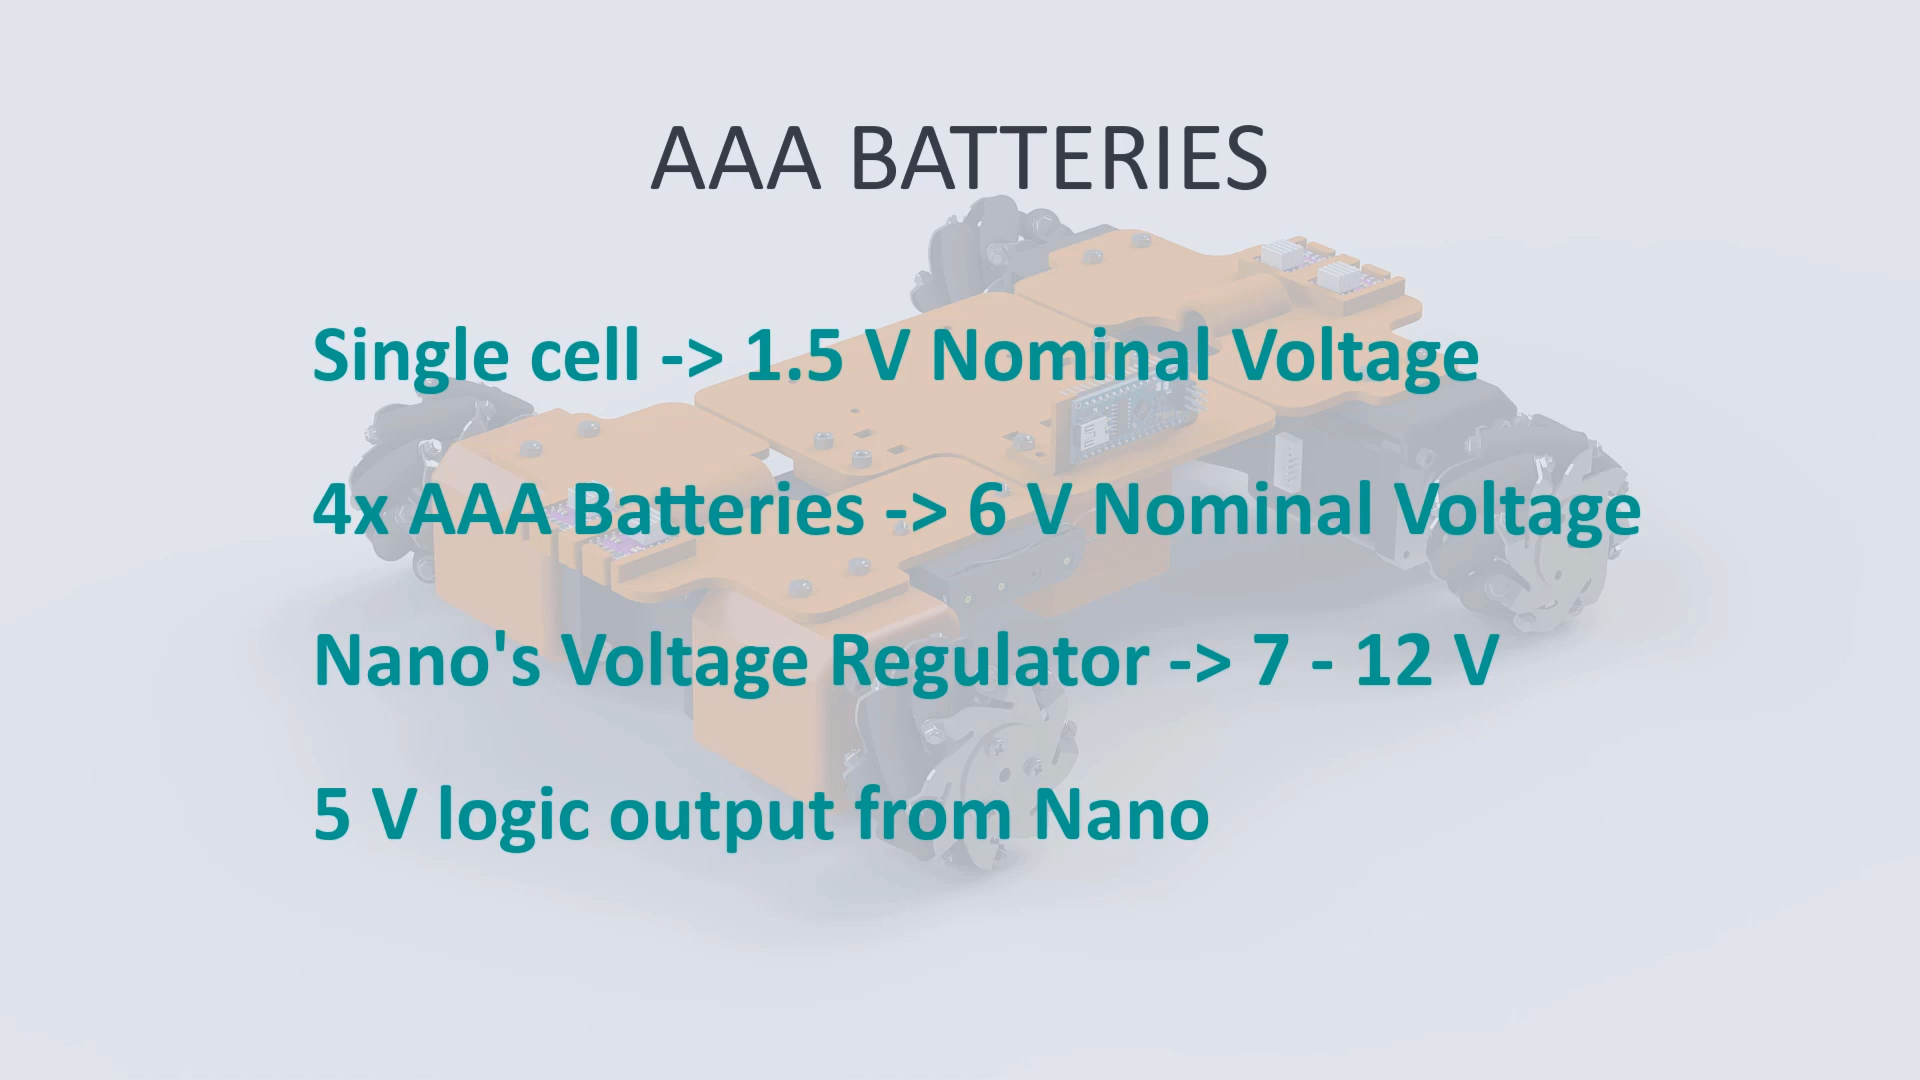 AAA BATTERIES
Single cell -> 1.5 V Nominal Voltage
4x AAA Batteries -> 6 V Nominal Voltage
Nano's Voltage Regulator -> 7 - 12 V
5 V logic output from Nano